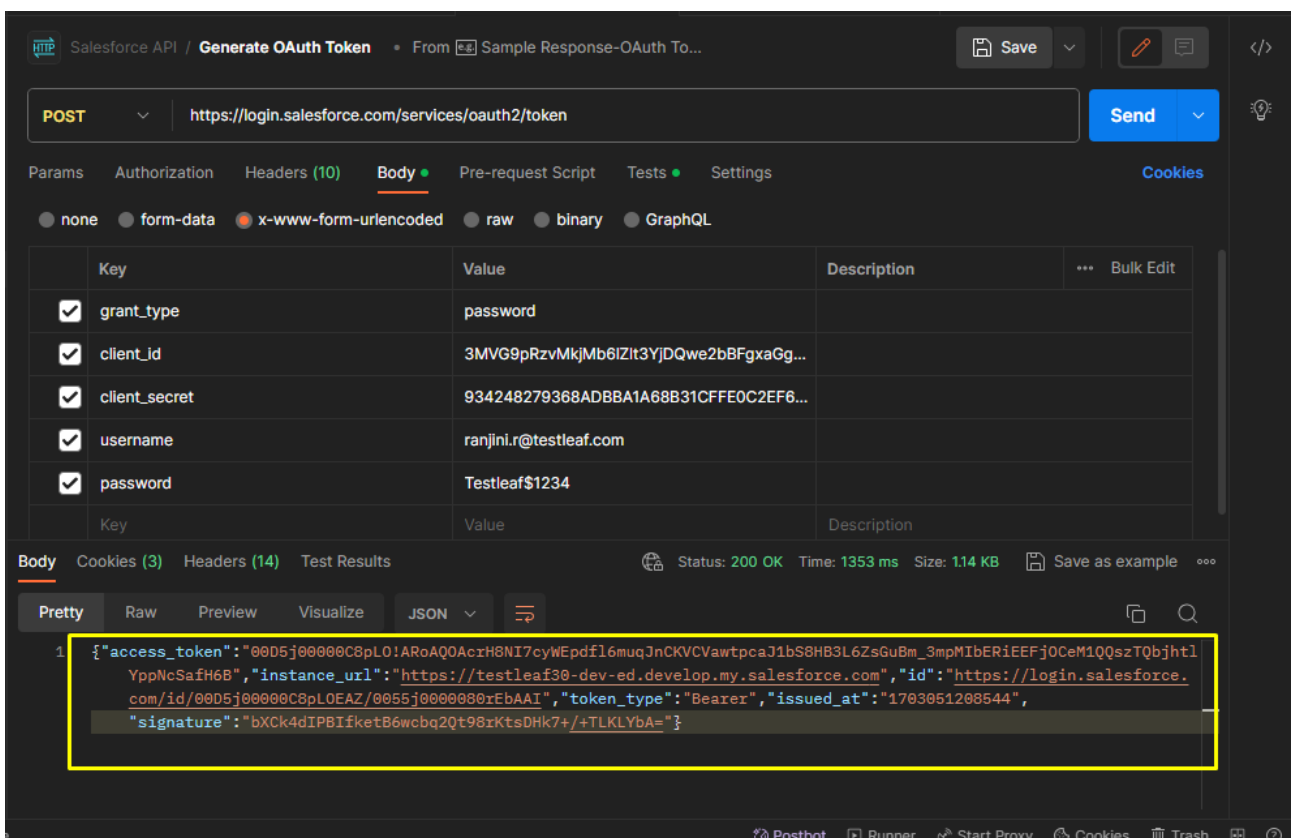 HTTP Salesforce API / Generate OAuth Token • From e.g. Sample Response-OAuth To... Save </>
POST https://login.salesforce.com/services/oauth2/token Send
Params Authorization Headers (10) Body Pre-request Script Tests Settings Cookies
none form-data x-www-form-urlencoded raw binary GraphQL
Key Value Description ••• Bulk Edit
grant_type password
client_id 3MVG9pRzvMkjMb6lZlt3YjDQwe2bBFgxaGg...
client_secret 934248279368ADBBA1A68B31CFFE0C2EF6...
username ranjini.r@testleaf.com
password Testleaf$1234
Key Value Description
Body Cookies (3) Headers (14) Test Results Status: 200 OK Time: 1353 ms Size: 1.14 KB Save as example
Pretty Raw Preview Visualize JSON
1 {"access_token":"00D5j00000C8pLO!ARoAQOAcrH8NI7cyWEpdfl6muqJnCKVCVawtpcaJ1bS8HB3L6ZsGuBm_3mpMIbERiEEFjOCeM1QQszTQbjhtl
YppNcSafH6B","instance_url":"https://testleaf30-dev-ed.develop.my.salesforce.com","id":"https://login.salesforce.
com/id/00D5j00000C8pLOEAZ/0055j0000080rEbAAI","token_type":"Bearer","issued_at":"1703051208544",
"signature":"bXCk4dIPBIfketB6wcbq2Qt98rKtsDHk7+/+TLKLYbA="}
Postbot Runner Start Proxy Cookies Trash